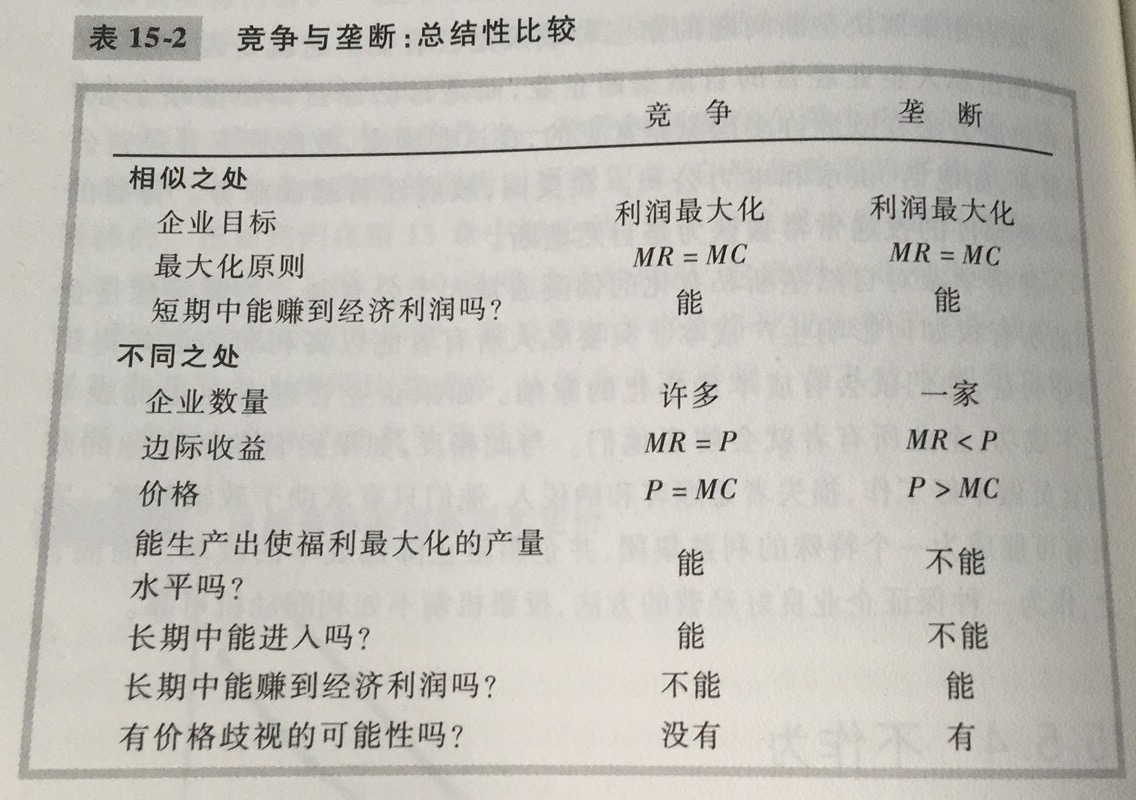 表 15-2 竞争与垄断：总结性比较
竞 争 垄 断
相似之处
企业目标 利润最大化 利润最大化
最大化原则 MR = MC MR = MC
短期中能赚到经济利润吗? 能 能
不同之处
企业数量 许多 一家
边际收益 MR = P MR < P
价格 P = MC P > MC
能生产出使福利最大化的产量
水平吗? 能 不能
长期中能进入吗? 能 不能
长期中能赚到经济利润吗? 不能 能
有价格歧视的可能性吗? 没有 有